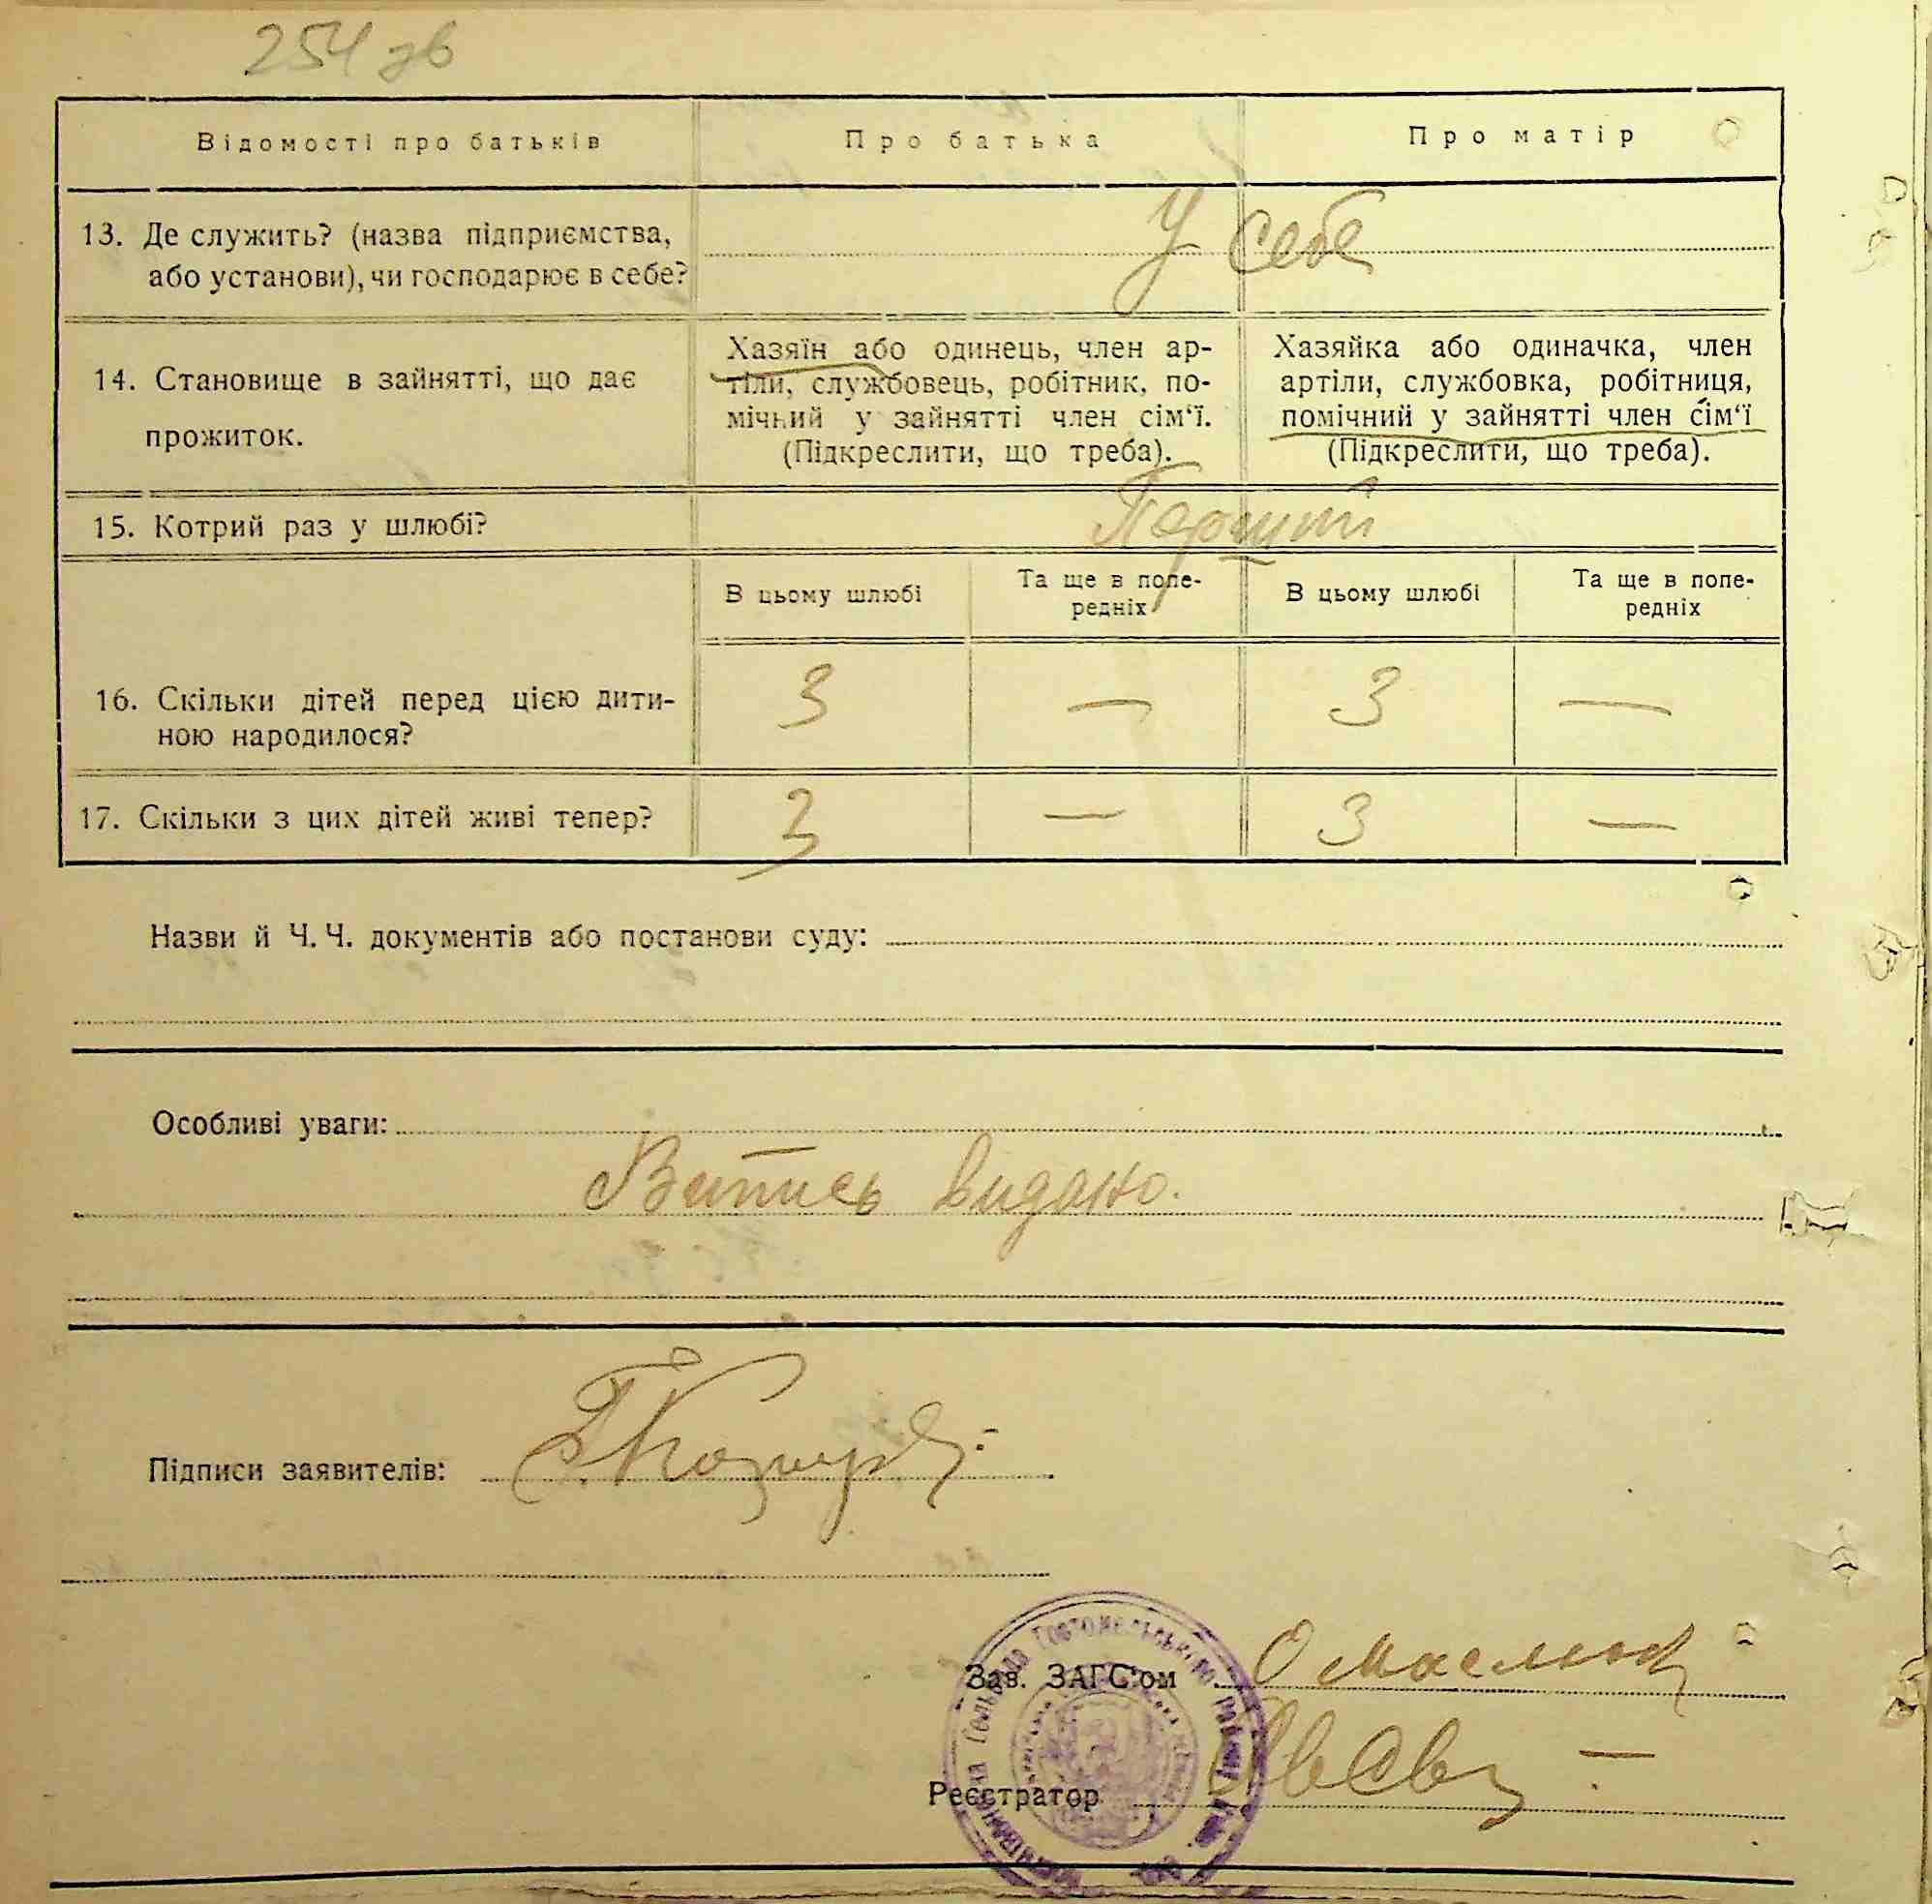 254 зв
Відомості про батьків
Про батька
Про матір
13. Де служить? (назва підприємства,
або установи), чи господарює в себе?
У себе
14. Становище в зайнятті, що дає
прожиток.
Хазяїн або одинець, член ар-
тіли, службовець, робітник, по-
мічний у зайнятті член сім‘ї.
(Підкреслити, що треба).
Хазяйка або одиначка, член
артіли, службовка, робітниця,
помічний у зайнятті член сім‘ї
(Підкреслити, що треба).
15. Котрий раз у шлюбі?
Перший
В цьому шлюбі
Та ще в попе-
редніх
В цьому шлюбі
Та ще в попе-
редніх
16. Скільки дітей перед цією дити-
ною народилося?
3 — 3 —
17. Скільки з цих дітей живі тепер?
3 — 3 —
Назви й Ч. Ч. документів або постанови суду:
Особливі уваги:
Випись видано.
Підписи заявителів:
Зав. ЗАГС'ом
Реєстратор